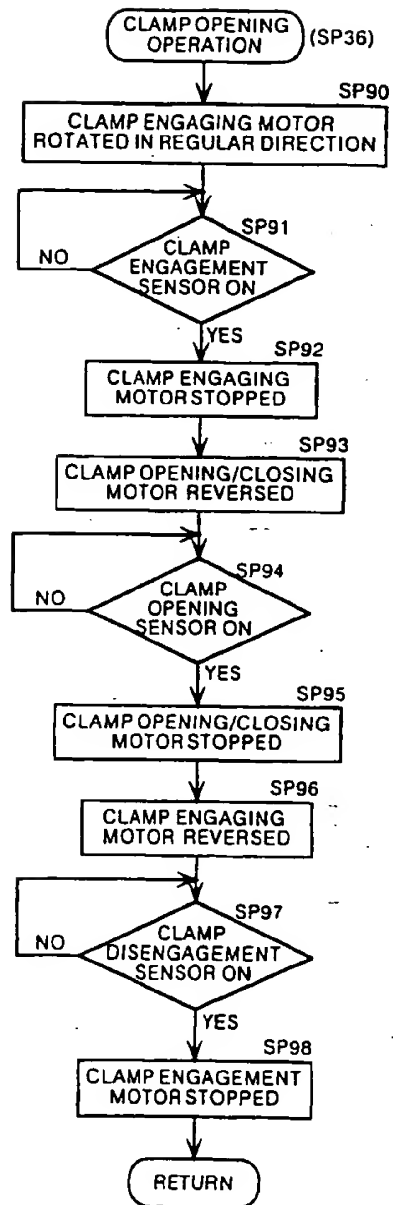 CLAMP OPENING
OPERATION
(SP36)
SP90
CLAMP ENGAGING MOTOR
ROTATED IN REGULAR DIRECTION
SP91
CLAMP
ENGAGEMENT
SENSOR ON
NO
YES
SP92
CLAMP ENGAGING
MOTOR STOPPED
SP93
CLAMP OPENING/CLOSING
MOTOR REVERSED
SP94
CLAMP
OPENING
SENSOR ON
NO
YES
SP95
CLAMP OPENING/CLOSING
MOTOR STOPPED
SP96
CLAMP ENGAGING
MOTOR REVERSED
SP97
CLAMP
DISENGAGEMENT
SENSOR ON
NO
YES
SP98
CLAMP ENGAGEMENT
MOTOR STOPPED
RETURN